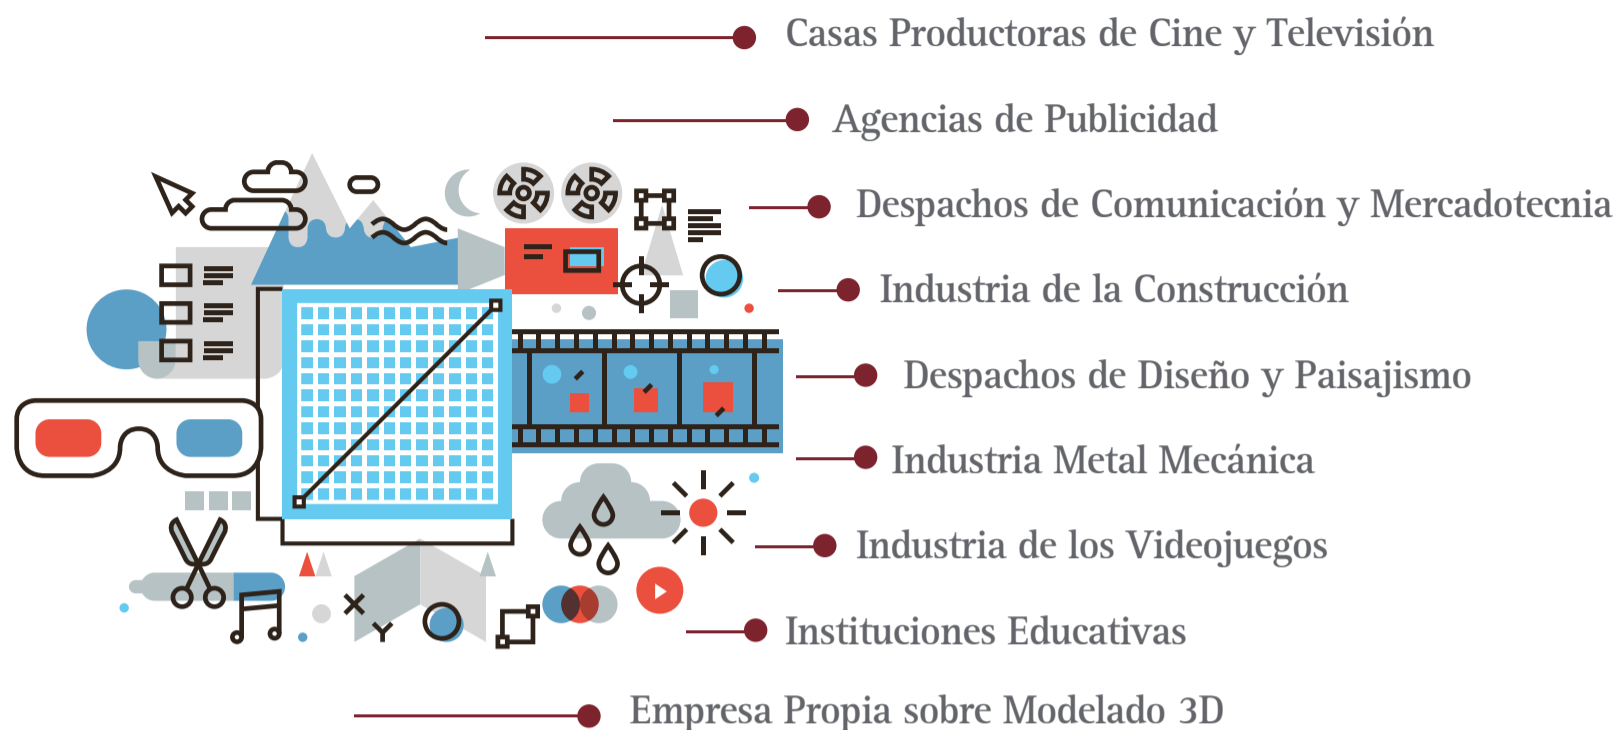 Casas Productoras de Cine y Televisión
Agencias de Publicidad
Despachos de Comunicación y Mercadotecnia
Industria de la Construcción
Despachos de Diseño y Paisajismo
Industria Metal Mecánica
Industria de los Videojuegos
X
Y
Instituciones Educativas
Empresa Propia sobre Modelado 3D